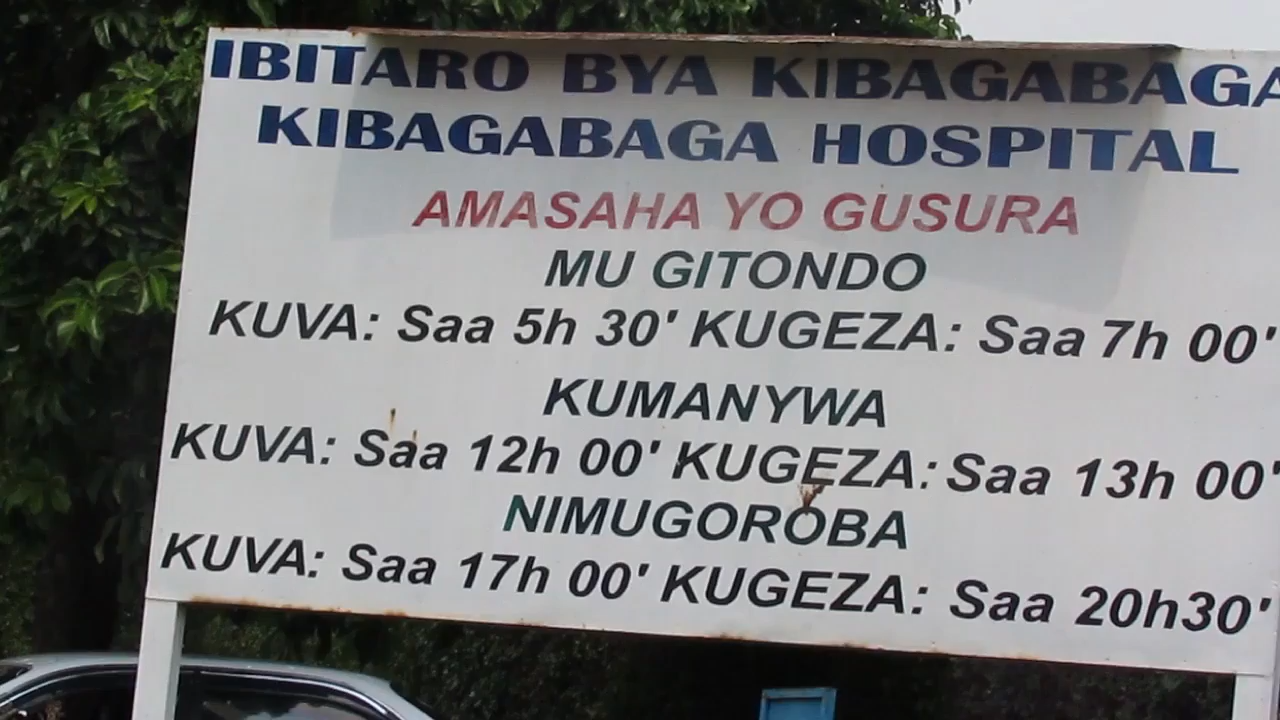 IBITARO BYA KIBAGABAGA
KIBAGABAGA HOSPITAL
AMASAHA YO GUSURA
MU GITONDO
KUVA: Saa 5h 30' KUGEZA: Saa 7h 00'
KUMANYWA
KUVA: Saa 12h 00' KUGEZA: Saa 13h 00'
NIMUGOROBA
KUVA: Saa 17h 00' KUGEZA: Saa 20h30'